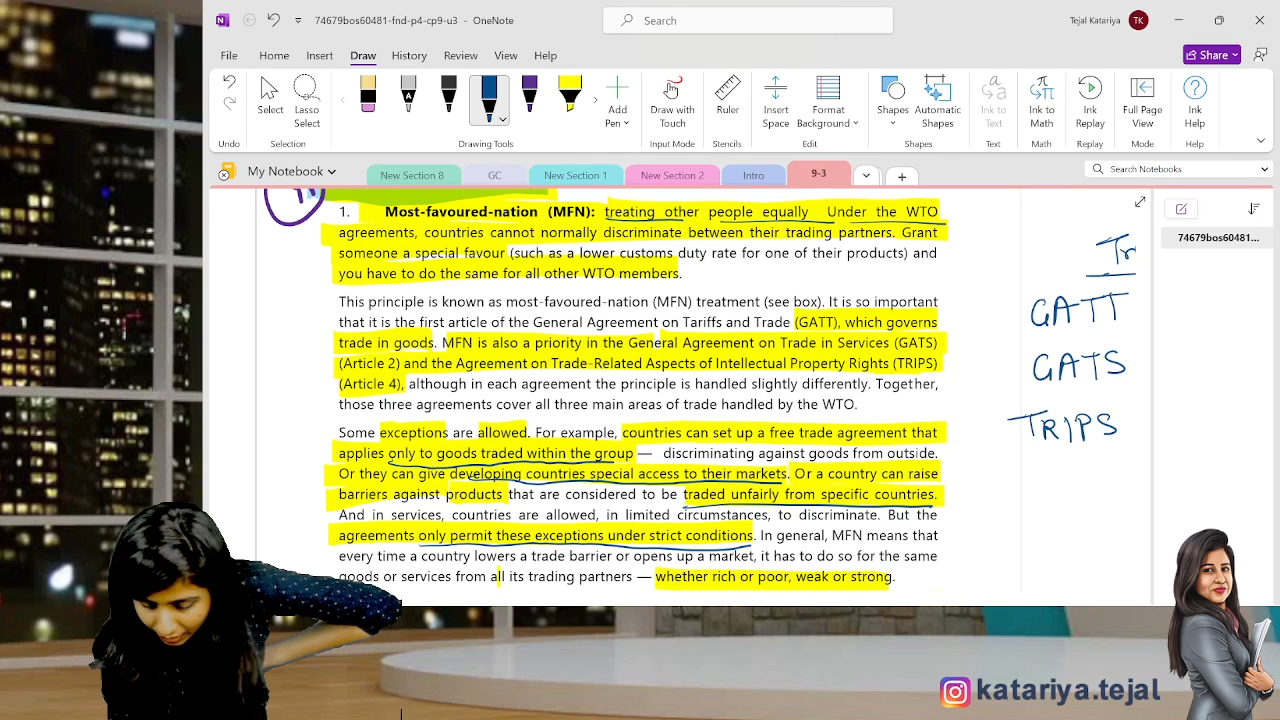 74679bos60481-fnd-p4-cp9-u3 - OneNote
Search
Tejal Katariya
TK
File Home Insert Draw History Review View Help
Share
Select
Lasso Select
Add Pen
Draw with Touch
Ruler
Insert Space
Format Background
Shapes
Automatic Shapes
Ink to Text
Ink to Math
Ink Replay
Full Page View
Ink Help
Undo Selection Drawing Tools Input Mode Stencils Edit Convert Replay Mode Help
My Notebook
New Section 8 GC New Section 1 New Section 2 Intro 9-3
Search Notebooks
74679bos60481...
1. Most-favoured-nation (MFN): treating other people equally Under the WTO
agreements, countries cannot normally discriminate between their trading partners. Grant
someone a special favour (such as a lower customs duty rate for one of their products) and
you have to do the same for all other WTO members.
This principle is known as most-favoured-nation (MFN) treatment (see box). It is so important
that it is the first article of the General Agreement on Tariffs and Trade (GATT), which governs
trade in goods. MFN is also a priority in the General Agreement on Trade in Services (GATS)
(Article 2) and the Agreement on Trade-Related Aspects of Intellectual Property Rights (TRIPS)
(Article 4), although in each agreement the principle is handled slightly differently. Together,
those three agreements cover all three main areas of trade handled by the WTO.
Some exceptions are allowed. For example, countries can set up a free trade agreement that
applies only to goods traded within the group — discriminating against goods from outside.
Or they can give developing countries special access to their markets. Or a country can raise
barriers against products that are considered to be traded unfairly from specific countries.
And in services, countries are allowed, in limited circumstances, to discriminate. But the
agreements only permit these exceptions under strict conditions. In general, MFN means that
every time a country lowers a trade barrier or opens up a market, it has to do so for the same
goods or services from all its trading partners — whether rich or poor, weak or strong.
Tr
GATT
GATS
TRIPS
katariya.tejal